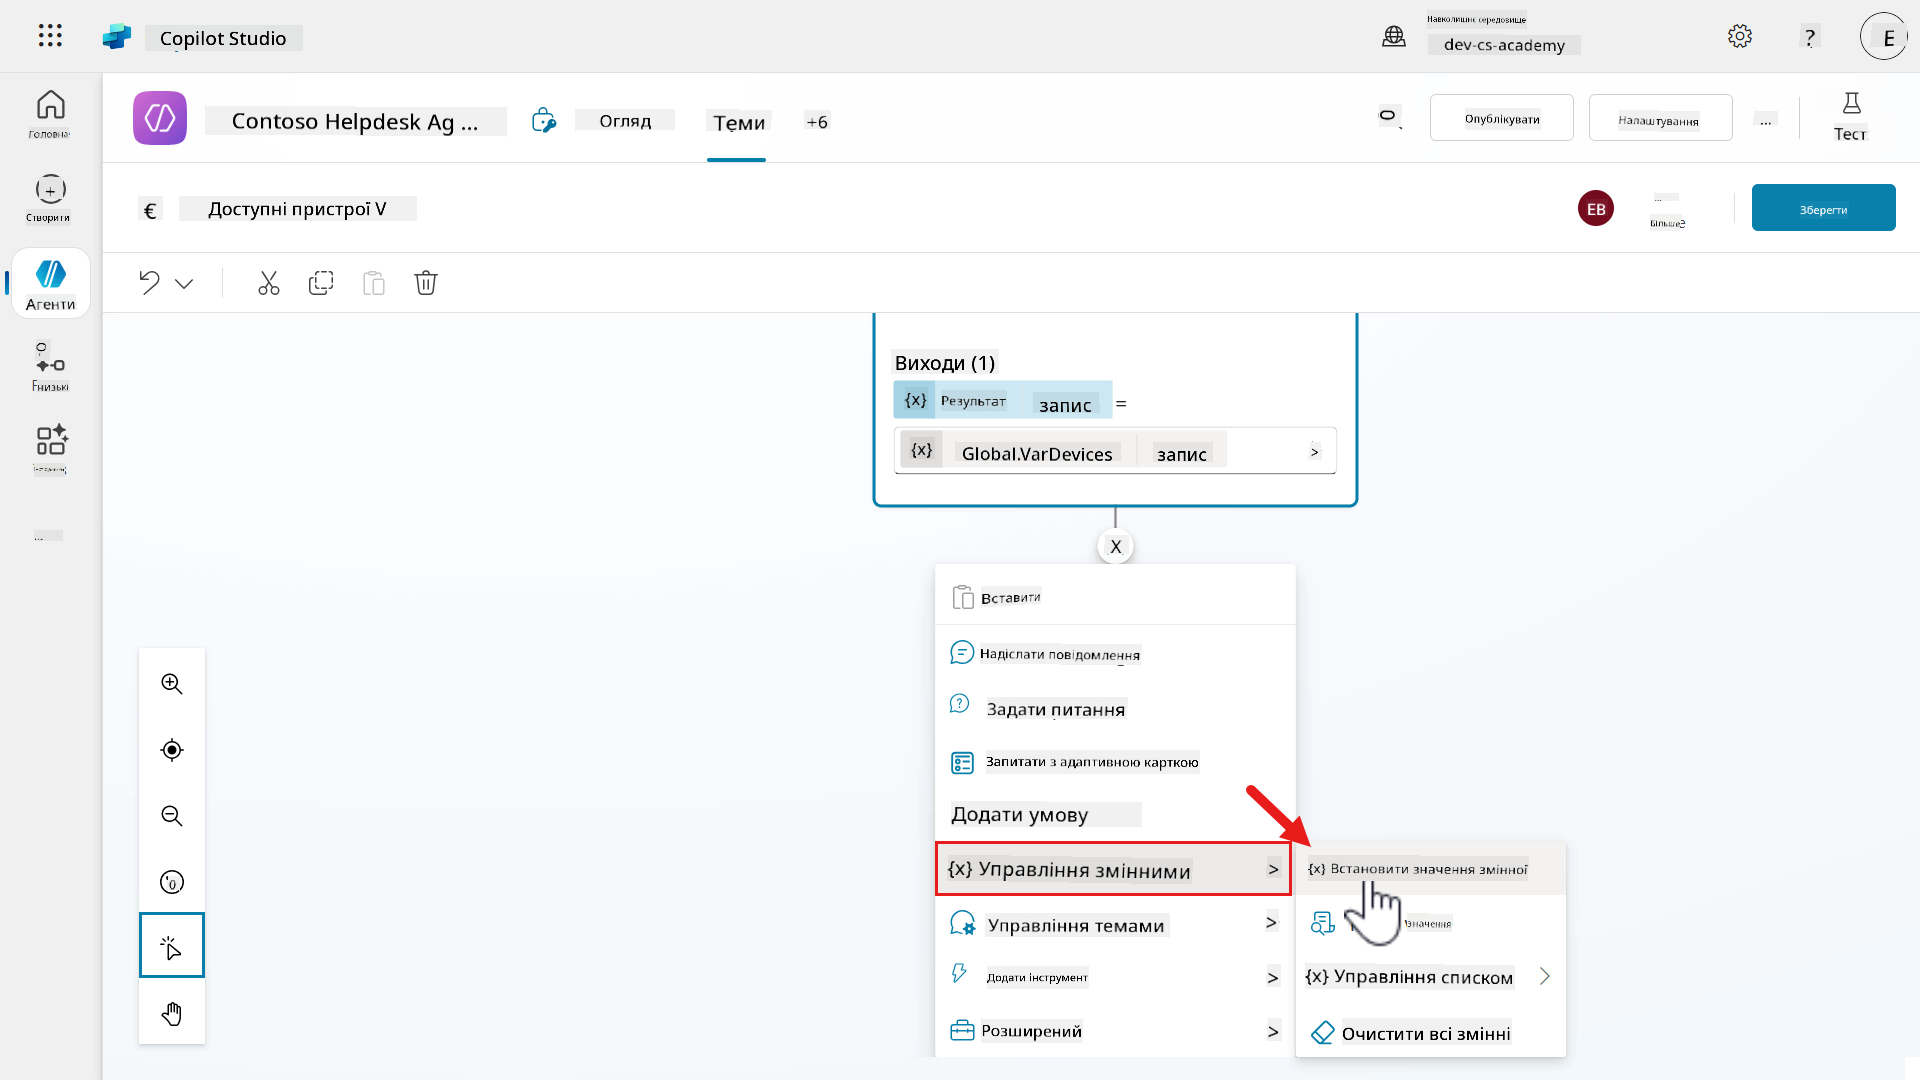 Copilot Studio
Навколишнє середовище
dev-cs-academy
?
E
Головна
Створити
Агенти
Contoso Helpdesk Ag ...
Огляд
Теми
+6
Опублікувати
Налаштування
...
Тест
€
Доступні пристрої V
EB
...
Більше
Зберегти
Виходи (1)
{x} Результат запис =
{x} Global.VarDevices запис >
X
Вставити
Надіслати повідомлення
Задати питання
Запитати з адаптивною карткою
Додати умову
{x} Управління змінними >
Управління темами >
Додати інструмент >
Розширений >
{x} Встановити значення змінної
значення
{x} Управління списком
Очистити всі змінні